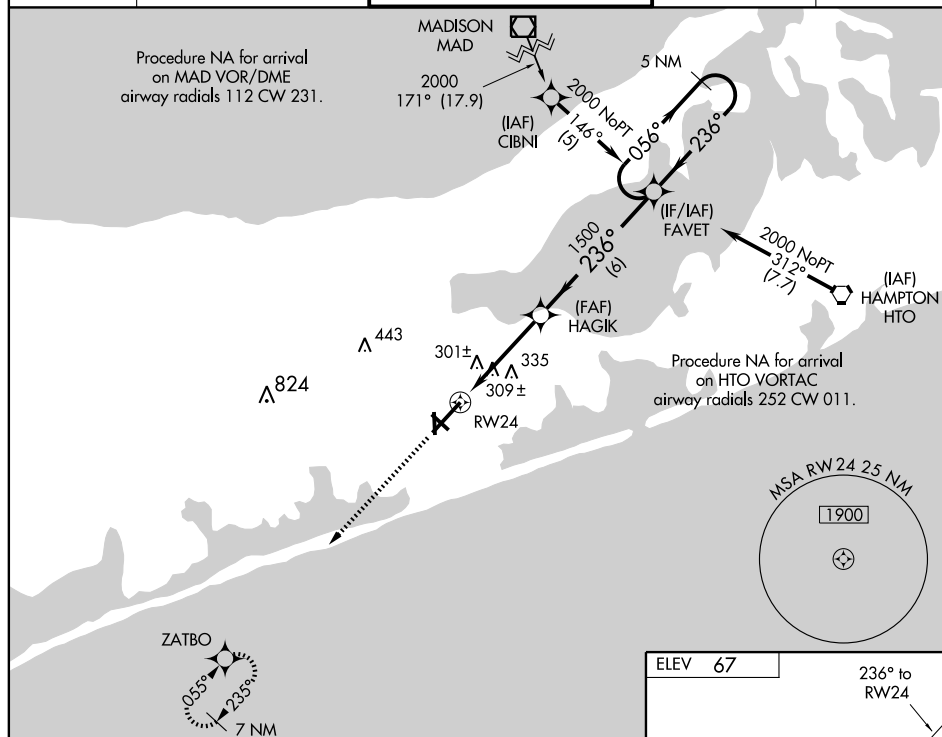 MADISON
MAD
Procedure NA for arrival
on MAD VOR/DME
airway radials 112 CW 231.
2000
171° (17.9)
(IAF)
CIBNI
2000 NoPT
146°
(5)
5 NM
056°
236°
(IF/IAF)
FAVET
1500
236°
(6)
2000 NoPT
312°
(7.7)
(IAF)
HAMPTON
HTO
(FAF)
HAGIK
443
301±
335
309±
824
RW24
Procedure NA for arrival
on HTO VORTAC
airway radials 252 CW 011.
MSA RW24 25 NM
1900
ZATBO
055°
235°
7 NM
ELEV 67
236° to
RW24